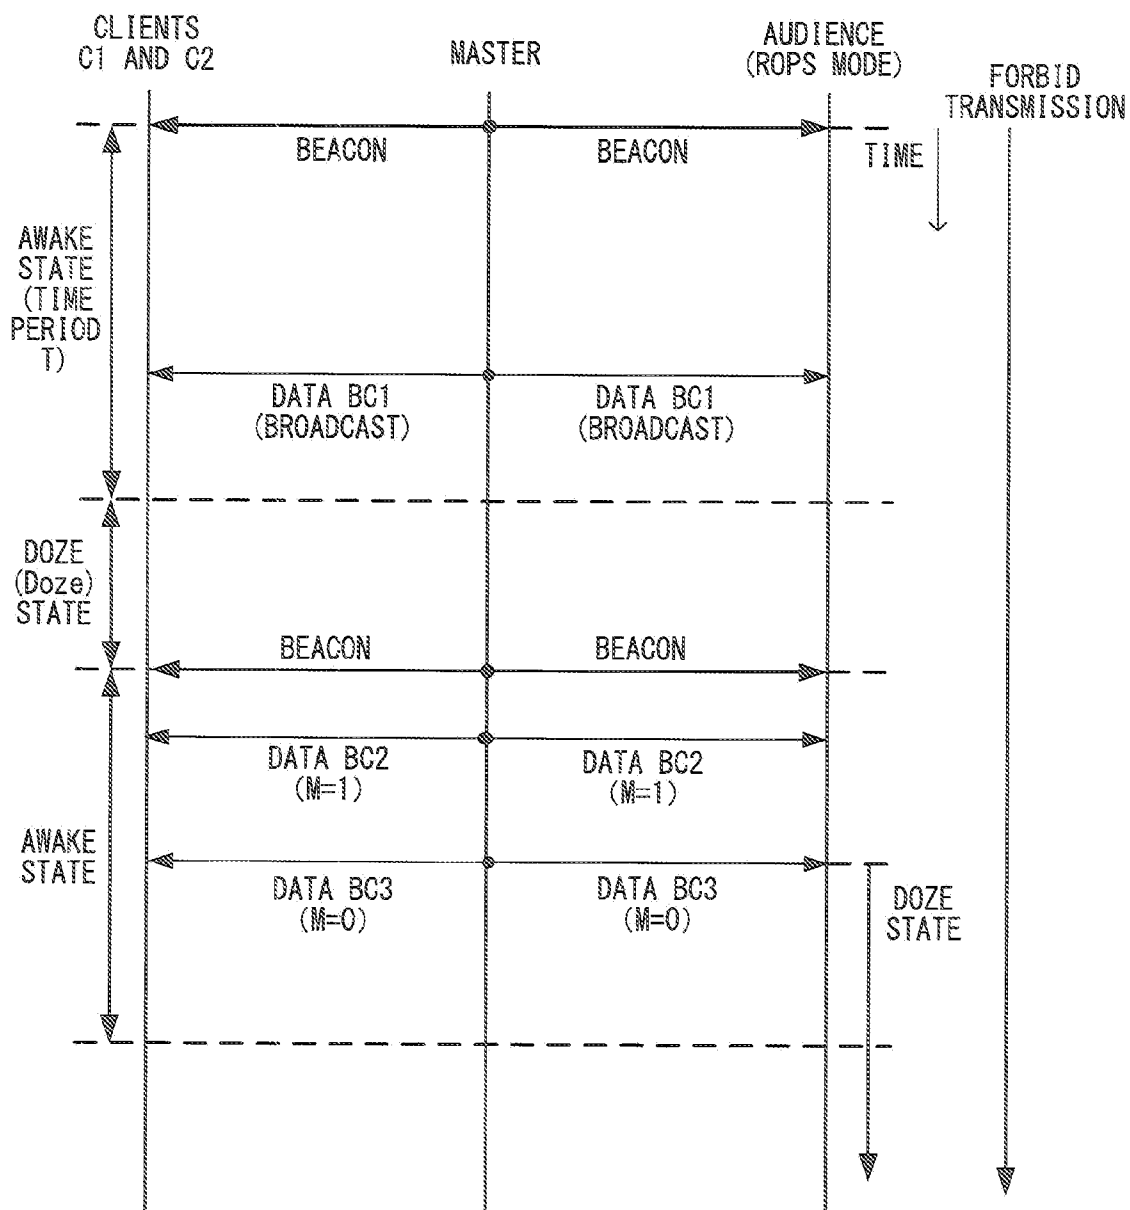 CLIENTS
C1 AND C2
MASTER
AUDIENCE
(ROPS MODE)
FORBID
TRANSMISSION
BEACON
BEACON
TIME
AWAKE
STATE
(TIME
PERIOD
T)
DATA BC1
(BROADCAST)
DATA BC1
(BROADCAST)
DOZE
(Doze)
STATE
BEACON
BEACON
DATA BC2
(M=1)
DATA BC2
(M=1)
AWAKE
STATE
DATA BC3
(M=0)
DATA BC3
(M=0)
DOZE
STATE